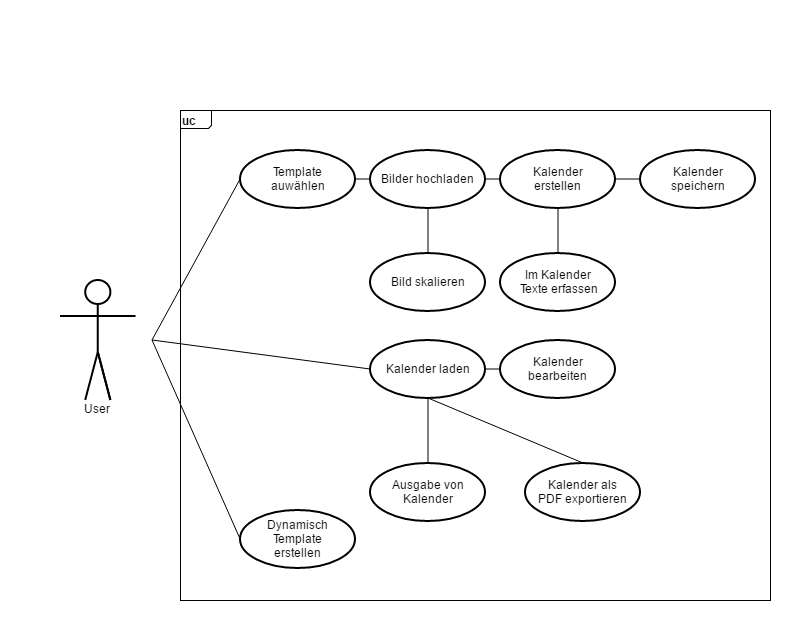 uc
Template
auwählen
Bilder hochladen
Kalender
erstellen
Kalender
speichern
Bild skalieren
Im Kalender
Texte erfassen
User
Kalender laden
Kalender
bearbeiten
Ausgabe von
Kalender
Kalender als
PDF exportieren
Dynamisch
Template
erstellen